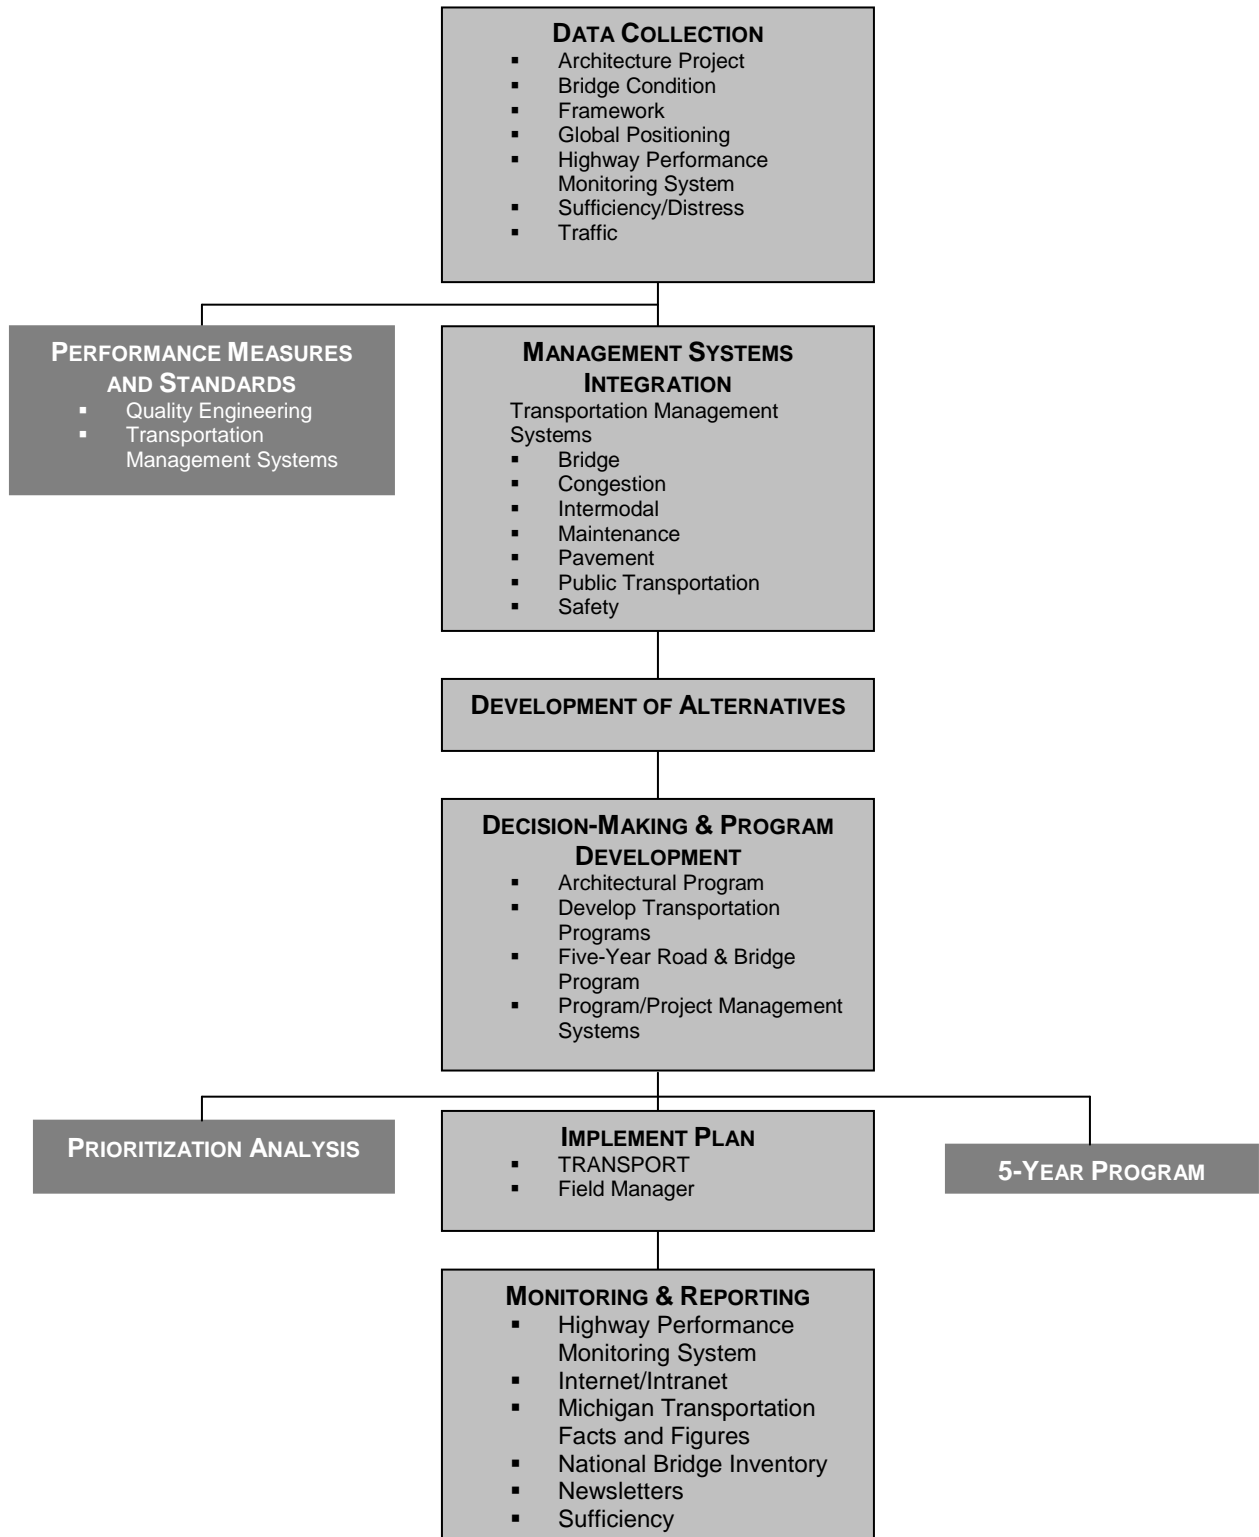 DATA COLLECTION
▪ Architecture Project
▪ Bridge Condition
▪ Framework
▪ Global Positioning
▪ Highway Performance
Monitoring System
▪ Sufficiency/Distress
▪ Traffic
PERFORMANCE MEASURES
AND STANDARDS
▪ Quality Engineering
▪ Transportation
Management Systems
MANAGEMENT SYSTEMS
INTEGRATION
Transportation Management
Systems
▪ Bridge
▪ Congestion
▪ Intermodal
▪ Maintenance
▪ Pavement
▪ Public Transportation
▪ Safety
DEVELOPMENT OF ALTERNATIVES
DECISION-MAKING & PROGRAM
DEVELOPMENT
▪ Architectural Program
▪ Develop Transportation
Programs
▪ Five-Year Road & Bridge
Program
▪ Program/Project Management
Systems
PRIORITIZATION ANALYSIS
IMPLEMENT PLAN
▪ TRANSPORT
▪ Field Manager
5-YEAR PROGRAM
MONITORING & REPORTING
▪ Highway Performance
Monitoring System
▪ Internet/Intranet
▪ Michigan Transportation
Facts and Figures
▪ National Bridge Inventory
▪ Newsletters
▪ Sufficiency